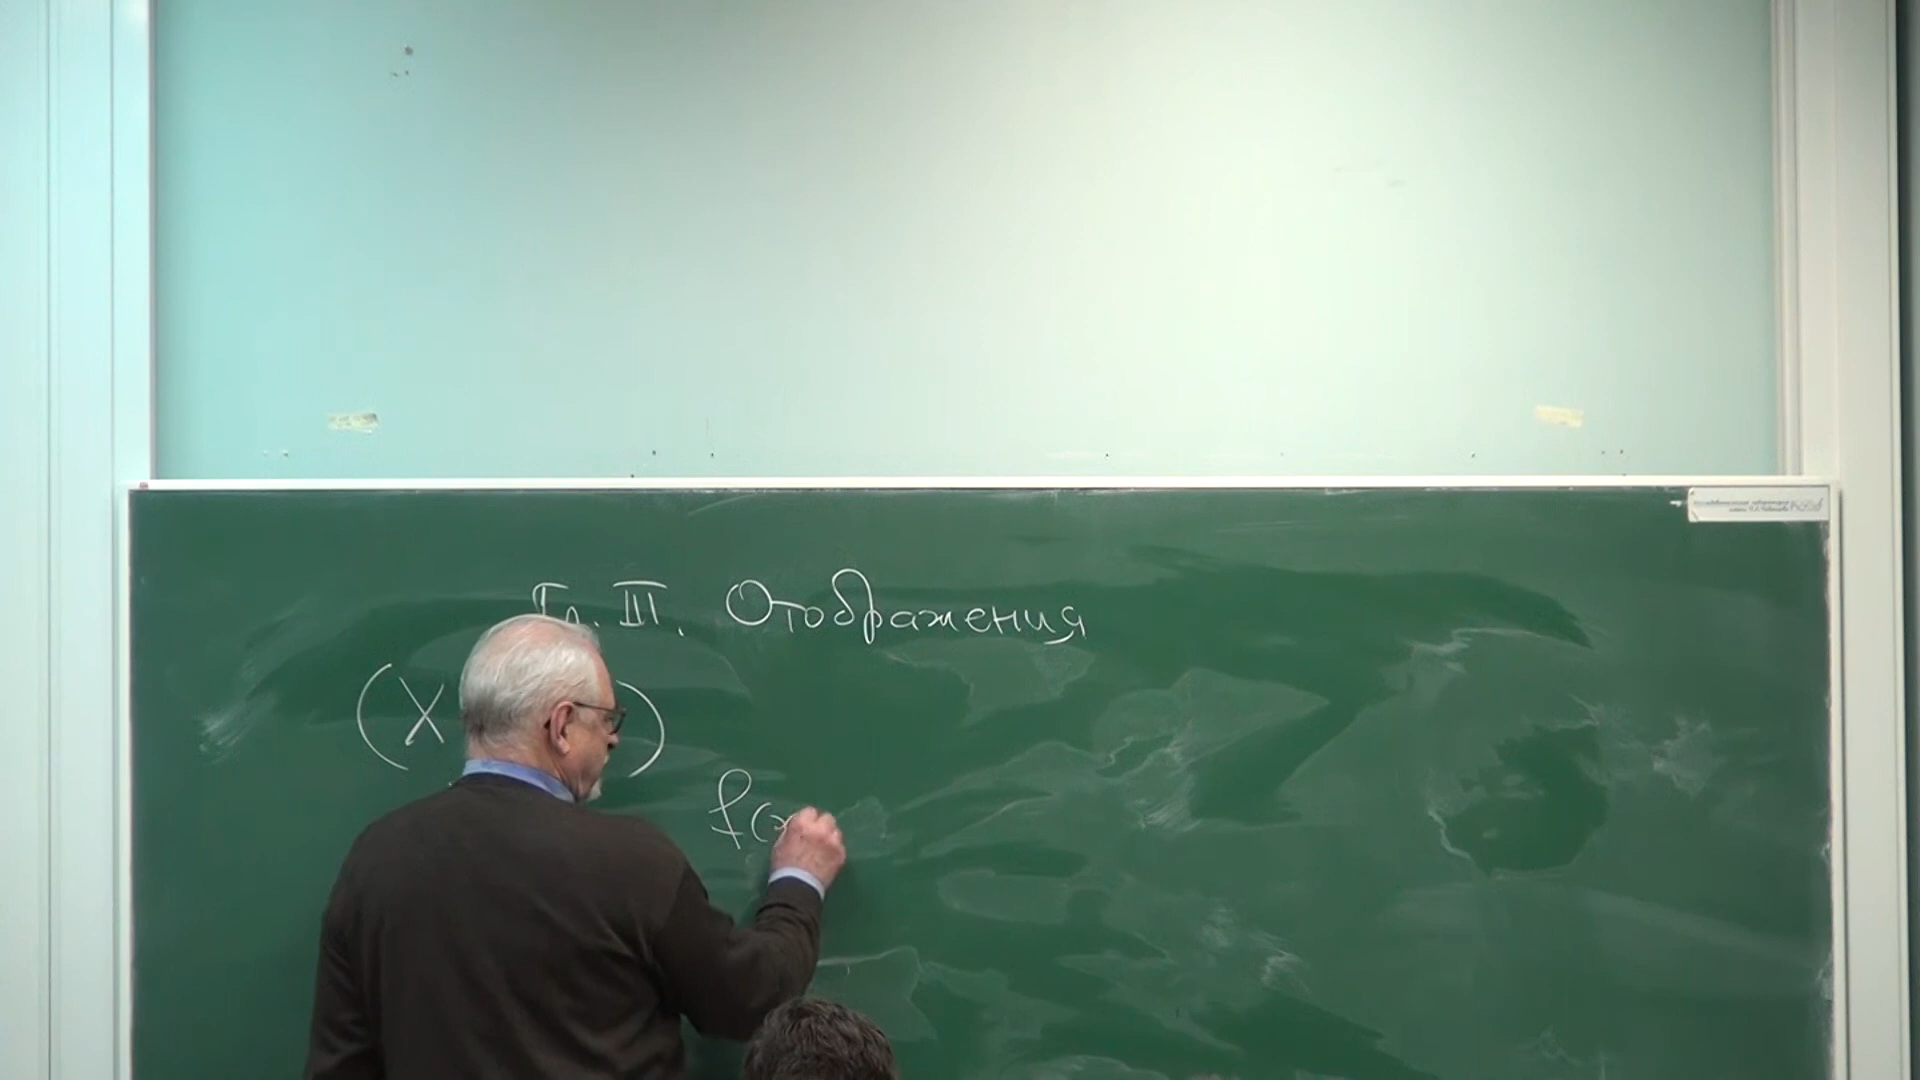 Гл. III. Отображения
(X )
f(x